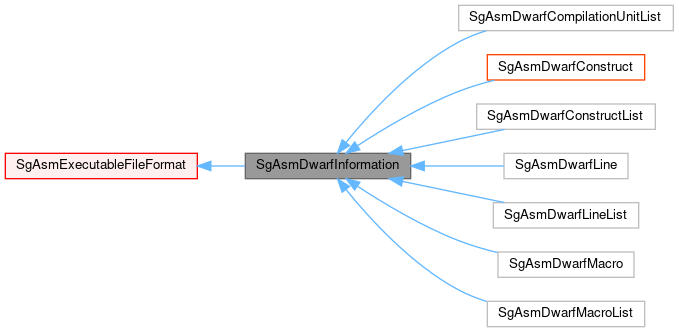 SgAsmDwarfCompilationUnitList
SgAsmDwarfConstruct
SgAsmDwarfConstructList
SgAsmExecutableFileFormat
SgAsmDwarfInformation
SgAsmDwarfLine
SgAsmDwarfLineList
SgAsmDwarfMacro
SgAsmDwarfMacroList